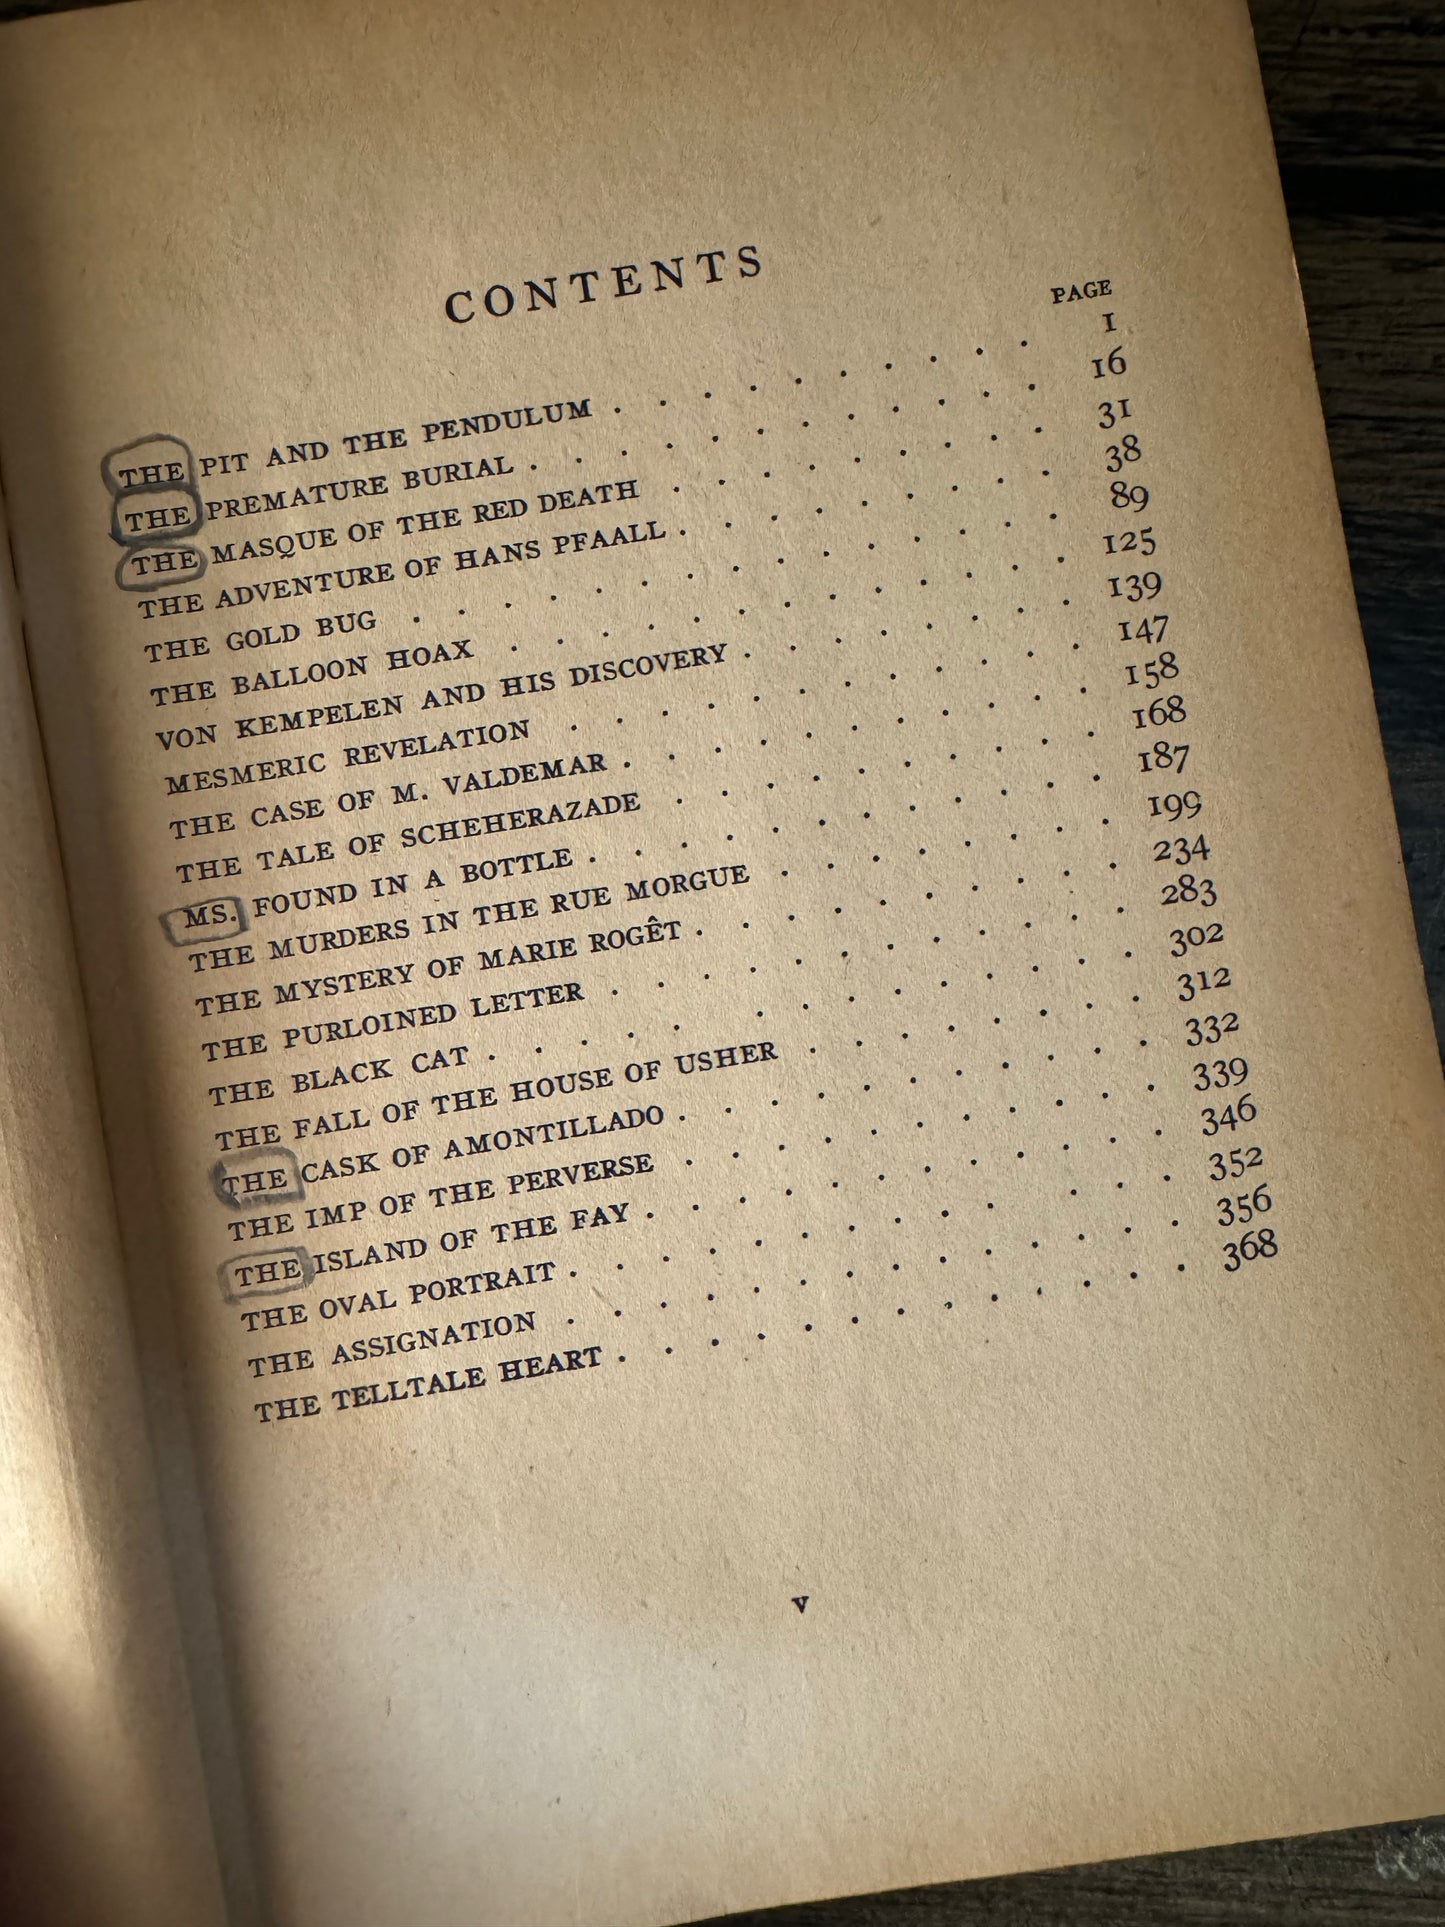 CONTENTS
PAGE
THE PIT AND THE PENDULUM . . . . . . . . . . 1
THE PREMATURE BURIAL . . . . . . . . . . . . 16
THE MASQUE OF THE RED DEATH . . . . . . . . . 31
THE ADVENTURE OF HANS PFAALL . . . . . . . . . 38
THE GOLD BUG . . . . . . . . . . . . . . . 89
THE BALLOON HOAX . . . . . . . . . . . . . 125
VON KEMPELEN AND HIS DISCOVERY . . . . . . . . 139
MESMERIC REVELATION . . . . . . . . . . . . 147
THE CASE OF M. VALDEMAR . . . . . . . . . . . 158
THE TALE OF SCHEHERAZADE . . . . . . . . . . 168
MS. FOUND IN A BOTTLE . . . . . . . . . . . . 187
THE MURDERS IN THE RUE MORGUE . . . . . . . . 199
THE MYSTERY OF MARIE ROGÊT . . . . . . . . . . 234
THE PURLOINED LETTER . . . . . . . . . . . . 283
THE BLACK CAT . . . . . . . . . . . . . . 302
THE FALL OF THE HOUSE OF USHER . . . . . . . . 312
THE CASK OF AMONTILLADO . . . . . . . . . . . 332
THE IMP OF THE PERVERSE . . . . . . . . . . . 339
THE ISLAND OF THE FAY . . . . . . . . . . . . 346
THE OVAL PORTRAIT . . . . . . . . . . . . . 352
THE ASSIGNATION . . . . . . . . . . . . . . 356
THE TELLTALE HEART . . . . . . . . . . . . . 368
v